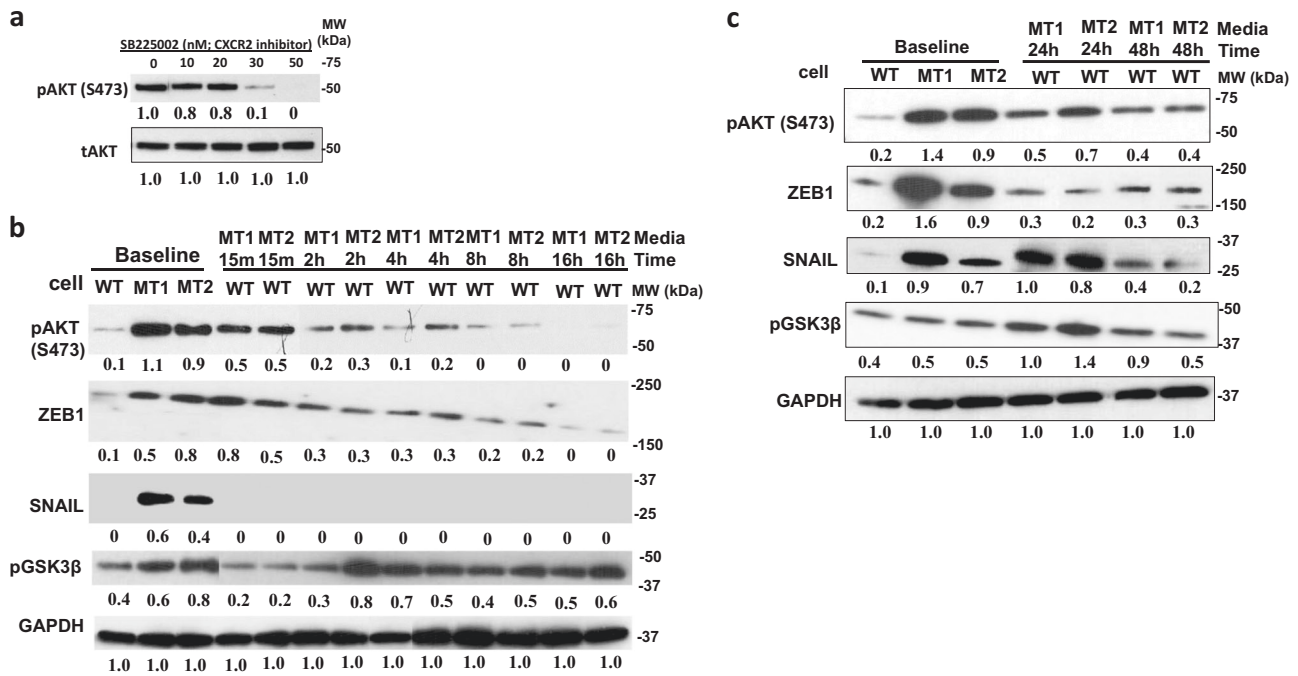 a
SB225002 (nM; CXCR2 inhibitor)
MW
(kDa)
0 10 20 30 50
-75
pAKT (S473)
-50
1.0 0.8 0.8 0.1 0
tAKT
-50
1.0 1.0 1.0 1.0 1.0
b
Baseline
MT1 MT2 MT1 MT2 MT1 MT2 MT1 MT2 MT1 MT2 Media
15m 15m 2h 2h 4h 4h 8h 8h 16h 16h Time
cell
WT MT1 MT2 WT WT WT WT WT WT WT WT WT WT MW (kDa)
-75
pAKT
(S473)
-50
0.1 1.1 0.9 0.5 0.5 0.2 0.3 0.1 0.2 0 0 0 0
-250
ZEB1
-150
0.1 0.5 0.8 0.8 0.5 0.3 0.3 0.3 0.3 0.2 0.2 0 0
-37
SNAIL
-25
0 0.6 0.4 0 0 0 0 0 0 0 0 0 0
-50
pGSK3β
-37
0.4 0.6 0.8 0.2 0.2 0.3 0.8 0.7 0.5 0.4 0.5 0.5 0.6
GAPDH
-37
1.0 1.0 1.0 1.0 1.0 1.0 1.0 1.0 1.0 1.0 1.0 1.0 1.0
c
Baseline
MT1 MT2 MT1 MT2 Media
24h 24h 48h 48h Time
cell
WT MT1 MT2 WT WT WT WT MW (kDa)
-75
pAKT (S473)
-50
0.2 1.4 0.9 0.5 0.7 0.4 0.4
-250
ZEB1
-150
0.2 1.6 0.9 0.3 0.2 0.3 0.3
-37
SNAIL
-25
0.1 0.9 0.7 1.0 0.8 0.4 0.2
-50
pGSK3β
-37
0.4 0.5 0.5 1.0 1.4 0.9 0.5
GAPDH
-37
1.0 1.0 1.0 1.0 1.0 1.0 1.0